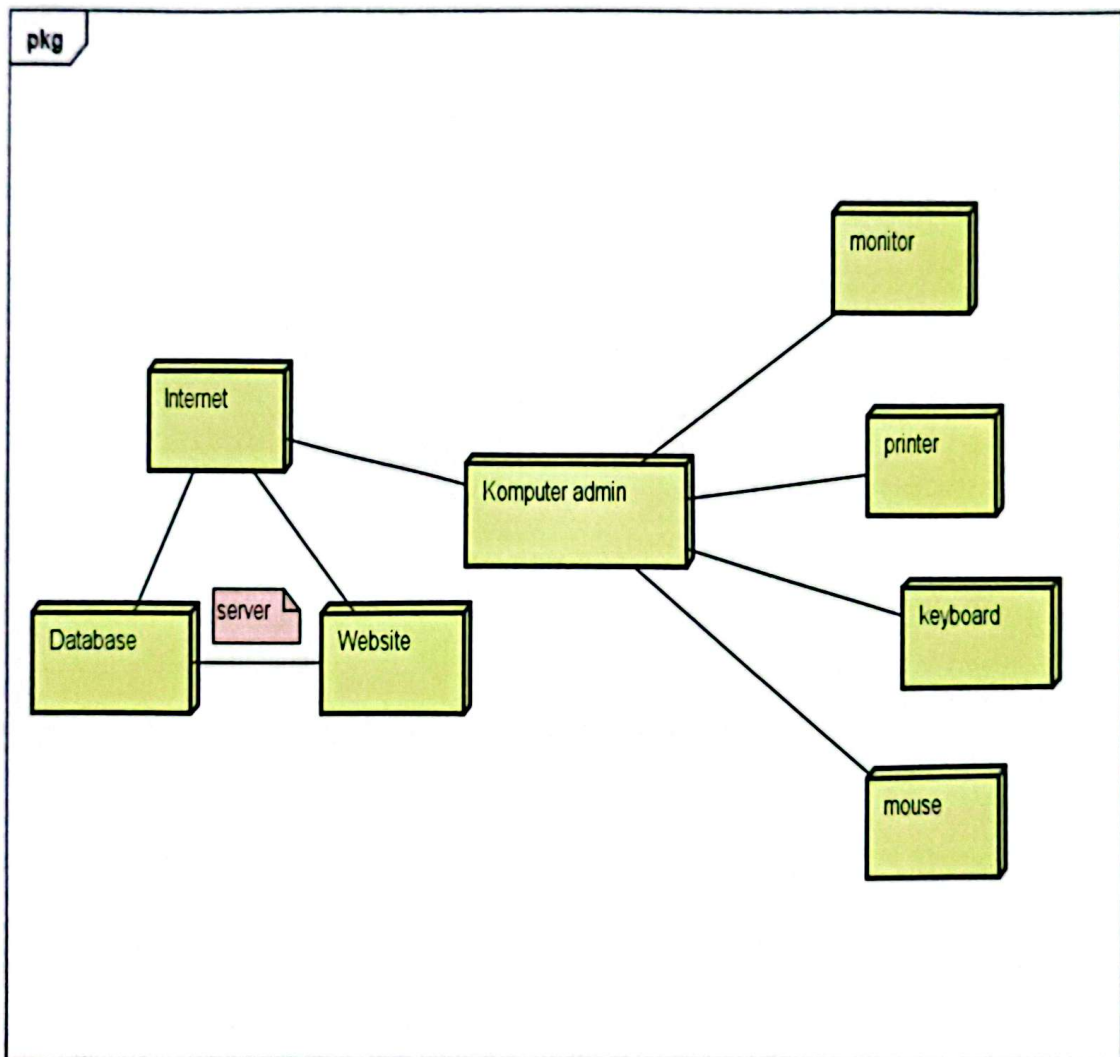 pkg
monitor
Internet
printer
Komputer admin
server
keyboard
Database
Website
mouse